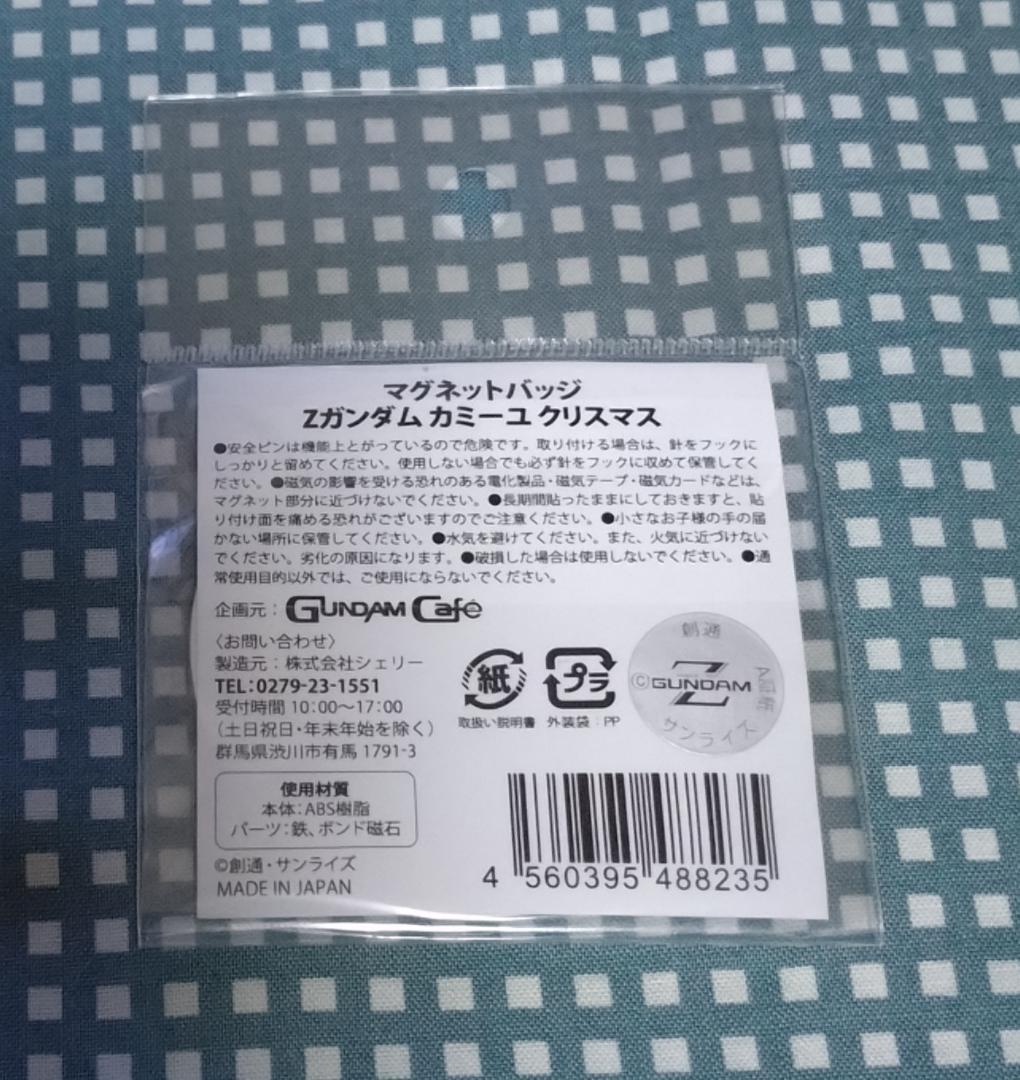 マグネットバッジ
Zガンダム カミーユ クリスマス
●安全ピンは機能上とがっているので危険です。取り付ける場合は、針をフックに
しっかりと留めてください。使用しない場合でも必ず針をフックに収めて保管してく
ださい。●磁気の影響を受ける恐れのある電化製品・磁気テープ・磁気カードなどは、
マグネット部分に近づけないでください。●長期間貼ったままにしておきますと、貼
り付け面を痛める恐れがございますのでご注意ください。●小さなお子様の手の届
かない場所に保管してください。●水気を避けてください。また、火気に近づけない
でください。劣化の原因になります。●破損した場合は使用しないでください。●通
常使用目的以外では、ご使用にならないでください。
企画元：GUNDAM Café
〈お問い合わせ〉
製造元：株式会社シェリー
TEL:0279-23-1551
受付時間 10:00〜17:00
（土日祝日・年末年始を除く）
群馬県渋川市有馬 1791-3
紙
取扱い説明書
プラ
外装袋：PP
創通
Z
©GUNDAM
サンライズ
使用材質
本体：ABS樹脂
パーツ：鉄、ボンド磁石
©創通・サンライズ
MADE IN JAPAN
4 560395 488235